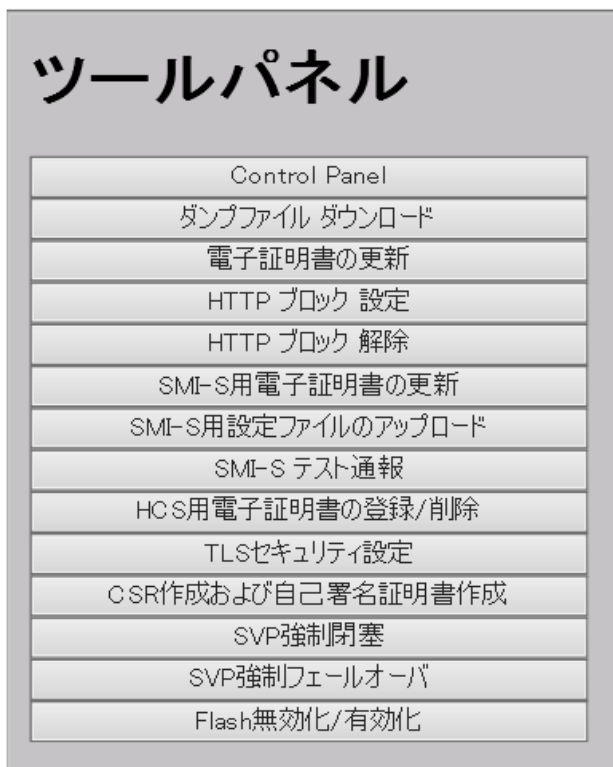 ツールパネル
Control Panel
ダンプファイル ダウンロード
電子証明書の更新
HTTP ブロック 設定
HTTP ブロック 解除
SMI-S用電子証明書の更新
SMI-S用設定ファイルのアップロード
SMI-S テスト通報
HCS用電子証明書の登録/削除
TLSセキュリティ設定
CSR作成および自己署名証明書作成
SVP強制閉塞
SVP強制フェールオーバ
Flash無効化/有効化